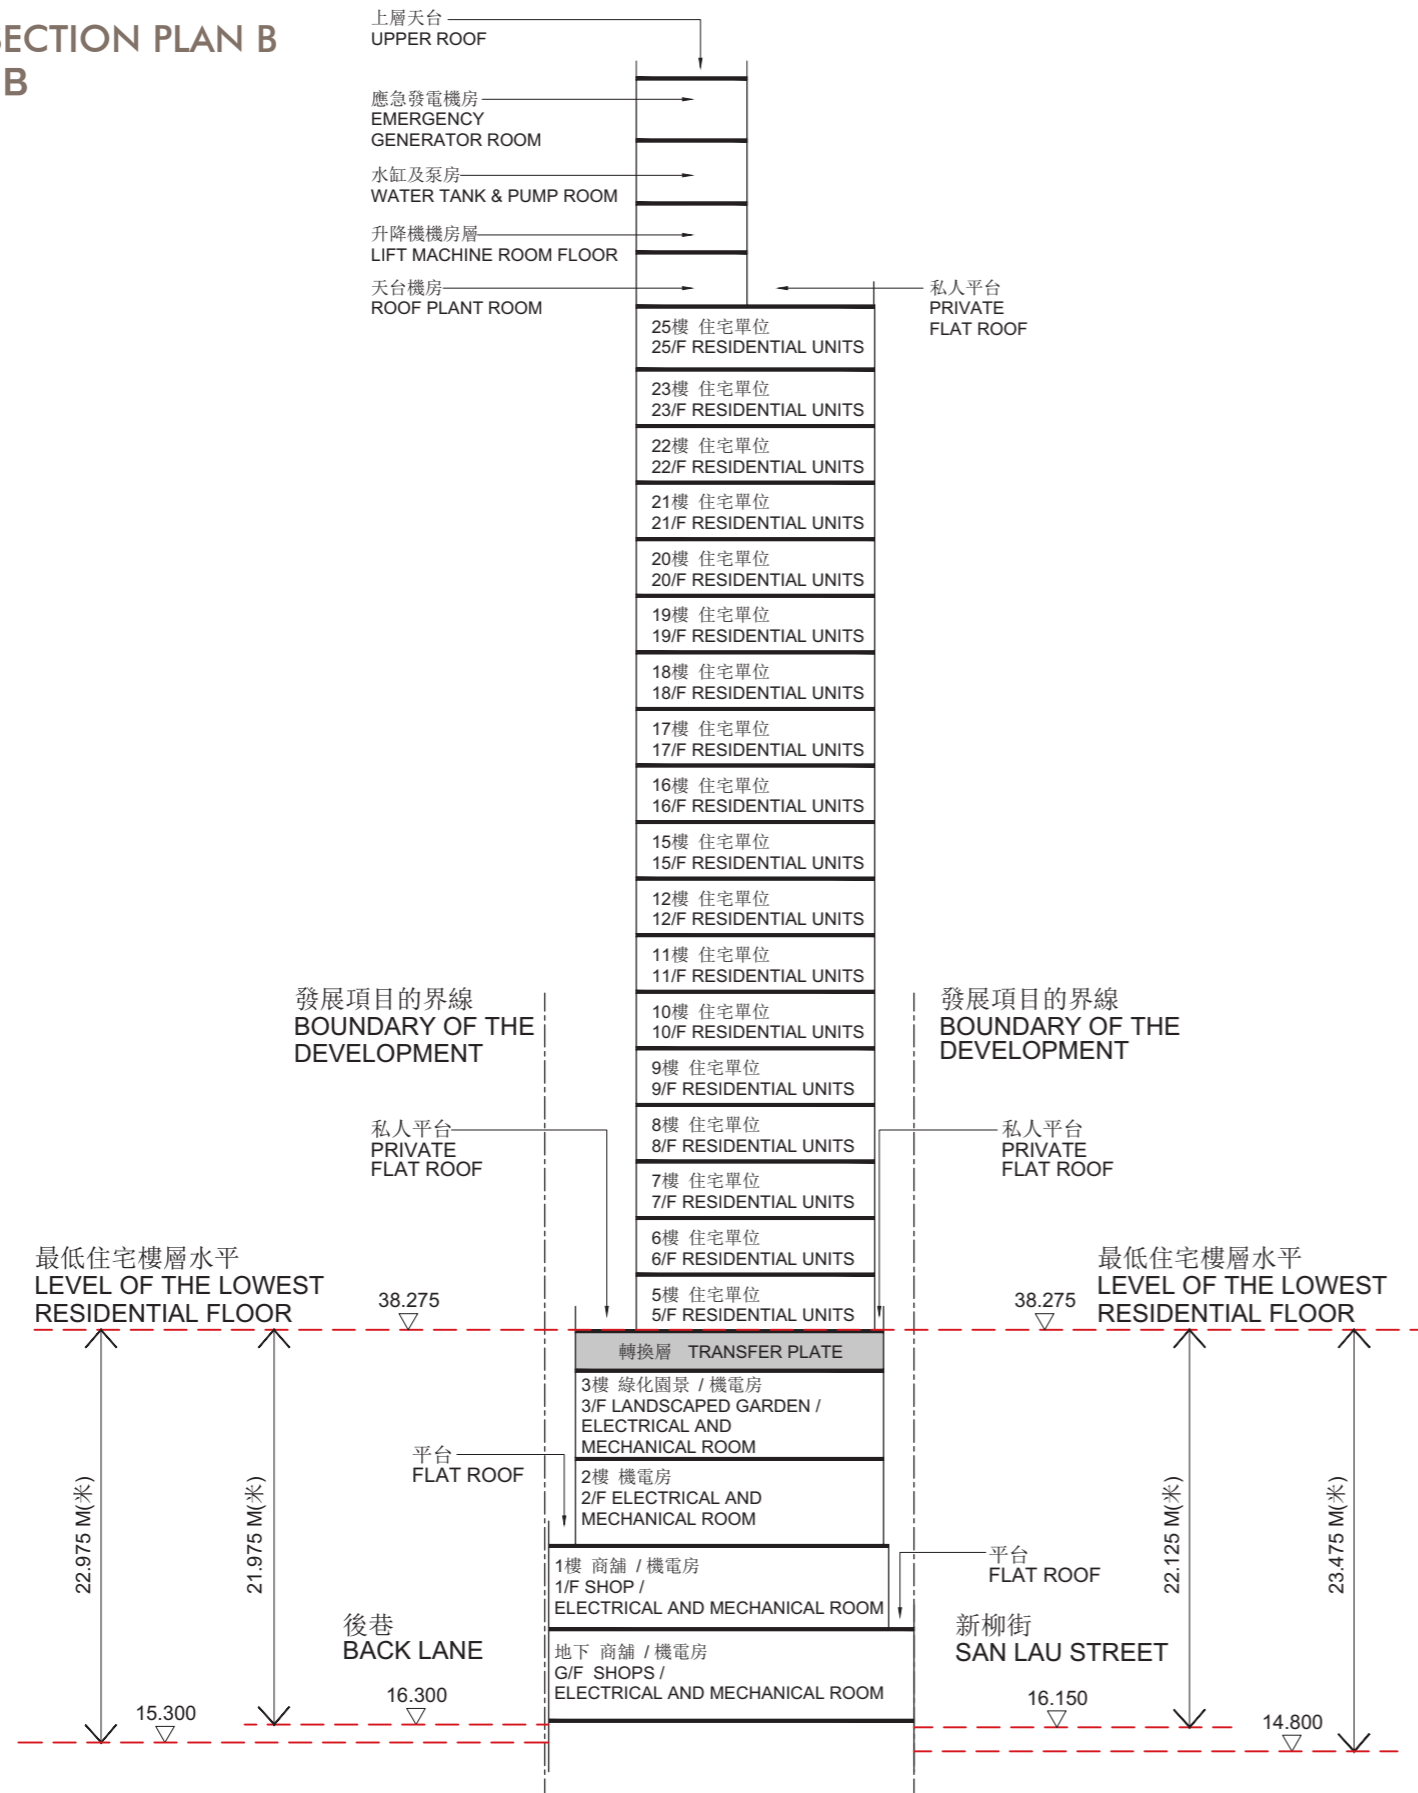 SECTION PLAN B
B
上層天台
UPPER ROOF
應急發電機房
EMERGENCY
GENERATOR ROOM
水缸及泵房
WATER TANK & PUMP ROOM
升降機機房層
LIFT MACHINE ROOM FLOOR
天台機房
ROOF PLANT ROOM
私人平台
PRIVATE
FLAT ROOF
25樓 住宅單位
25/F RESIDENTIAL UNITS
23樓 住宅單位
23/F RESIDENTIAL UNITS
22樓 住宅單位
22/F RESIDENTIAL UNITS
21樓 住宅單位
21/F RESIDENTIAL UNITS
20樓 住宅單位
20/F RESIDENTIAL UNITS
19樓 住宅單位
19/F RESIDENTIAL UNITS
18樓 住宅單位
18/F RESIDENTIAL UNITS
17樓 住宅單位
17/F RESIDENTIAL UNITS
16樓 住宅單位
16/F RESIDENTIAL UNITS
15樓 住宅單位
15/F RESIDENTIAL UNITS
12樓 住宅單位
12/F RESIDENTIAL UNITS
11樓 住宅單位
11/F RESIDENTIAL UNITS
10樓 住宅單位
10/F RESIDENTIAL UNITS
9樓 住宅單位
9/F RESIDENTIAL UNITS
8樓 住宅單位
8/F RESIDENTIAL UNITS
7樓 住宅單位
7/F RESIDENTIAL UNITS
6樓 住宅單位
6/F RESIDENTIAL UNITS
5樓 住宅單位
5/F RESIDENTIAL UNITS
發展項目的界線
BOUNDARY OF THE
DEVELOPMENT
發展項目的界線
BOUNDARY OF THE
DEVELOPMENT
私人平台
PRIVATE
FLAT ROOF
私人平台
PRIVATE
FLAT ROOF
最低住宅樓層水平
LEVEL OF THE LOWEST
RESIDENTIAL FLOOR
38.275
38.275
最低住宅樓層水平
LEVEL OF THE LOWEST
RESIDENTIAL FLOOR
轉換層 TRANSFER PLATE
3樓 綠化園景 / 機電房
3/F LANDSCAPED GARDEN /
ELECTRICAL AND
MECHANICAL ROOM
平台
FLAT ROOF
2樓 機電房
2/F ELECTRICAL AND
MECHANICAL ROOM
22.975 M(米)
21.975 M(米)
22.125 M(米)
23.475 M(米)
1樓 商舖 / 機電房
1/F SHOP /
ELECTRICAL AND MECHANICAL ROOM
平台
FLAT ROOF
後巷
BACK LANE
新柳街
SAN LAU STREET
地下 商舖 / 機電房
G/F SHOPS /
ELECTRICAL AND MECHANICAL ROOM
15.300
16.300
16.150
14.800